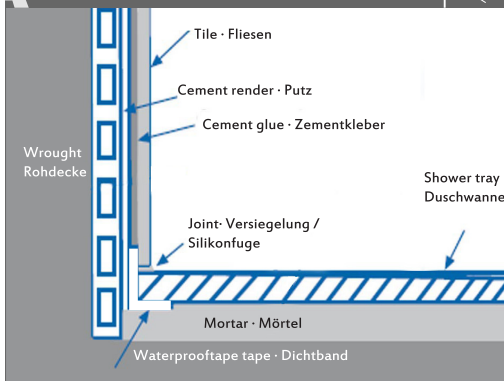 Tile · Fliesen
Cement render · Putz
Cement glue · Zementkleber
Wrought
Rohdecke
Shower tray
Duschwanne
Joint· Versiegelung /
Silikonfuge
Mortar · Mörtel
Waterprooftape tape · Dichtband